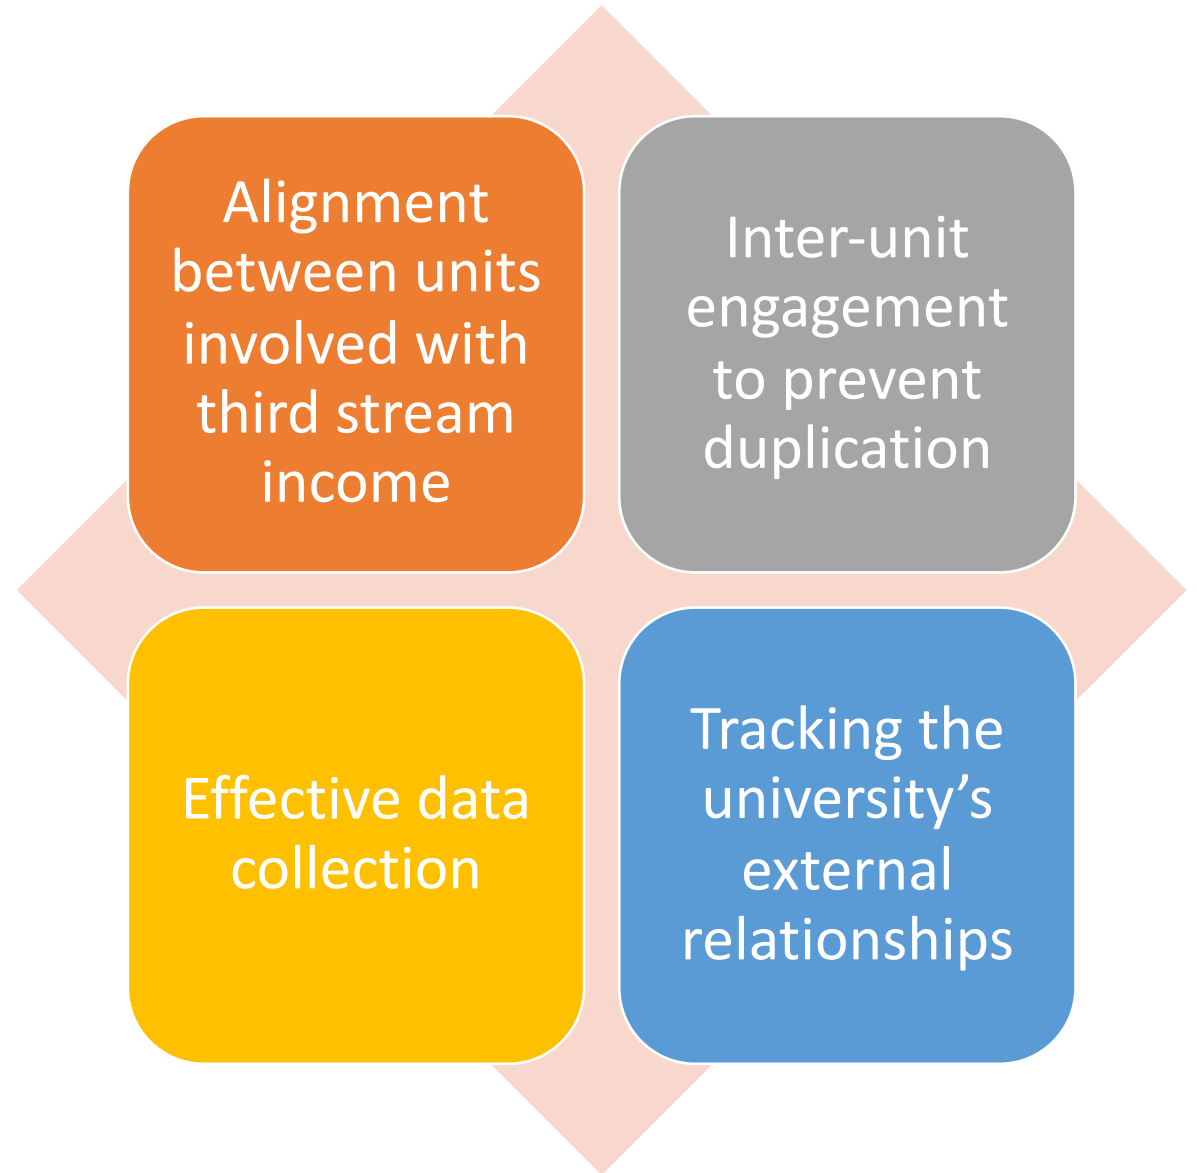 Alignment
between units
involved with
third stream
income
Inter-unit
engagement
to prevent
duplication
Effective data
collection
Tracking the
university’s
external
relationships